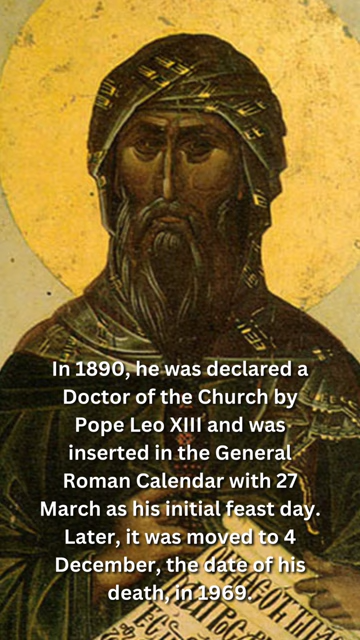 In 1890, he was declared a
Doctor of the Church by
Pope Leo XIII and was
inserted in the General
Roman Calendar with 27
March as his initial feast day.
Later, it was moved to 4
December, the date of his
death, in 1969.